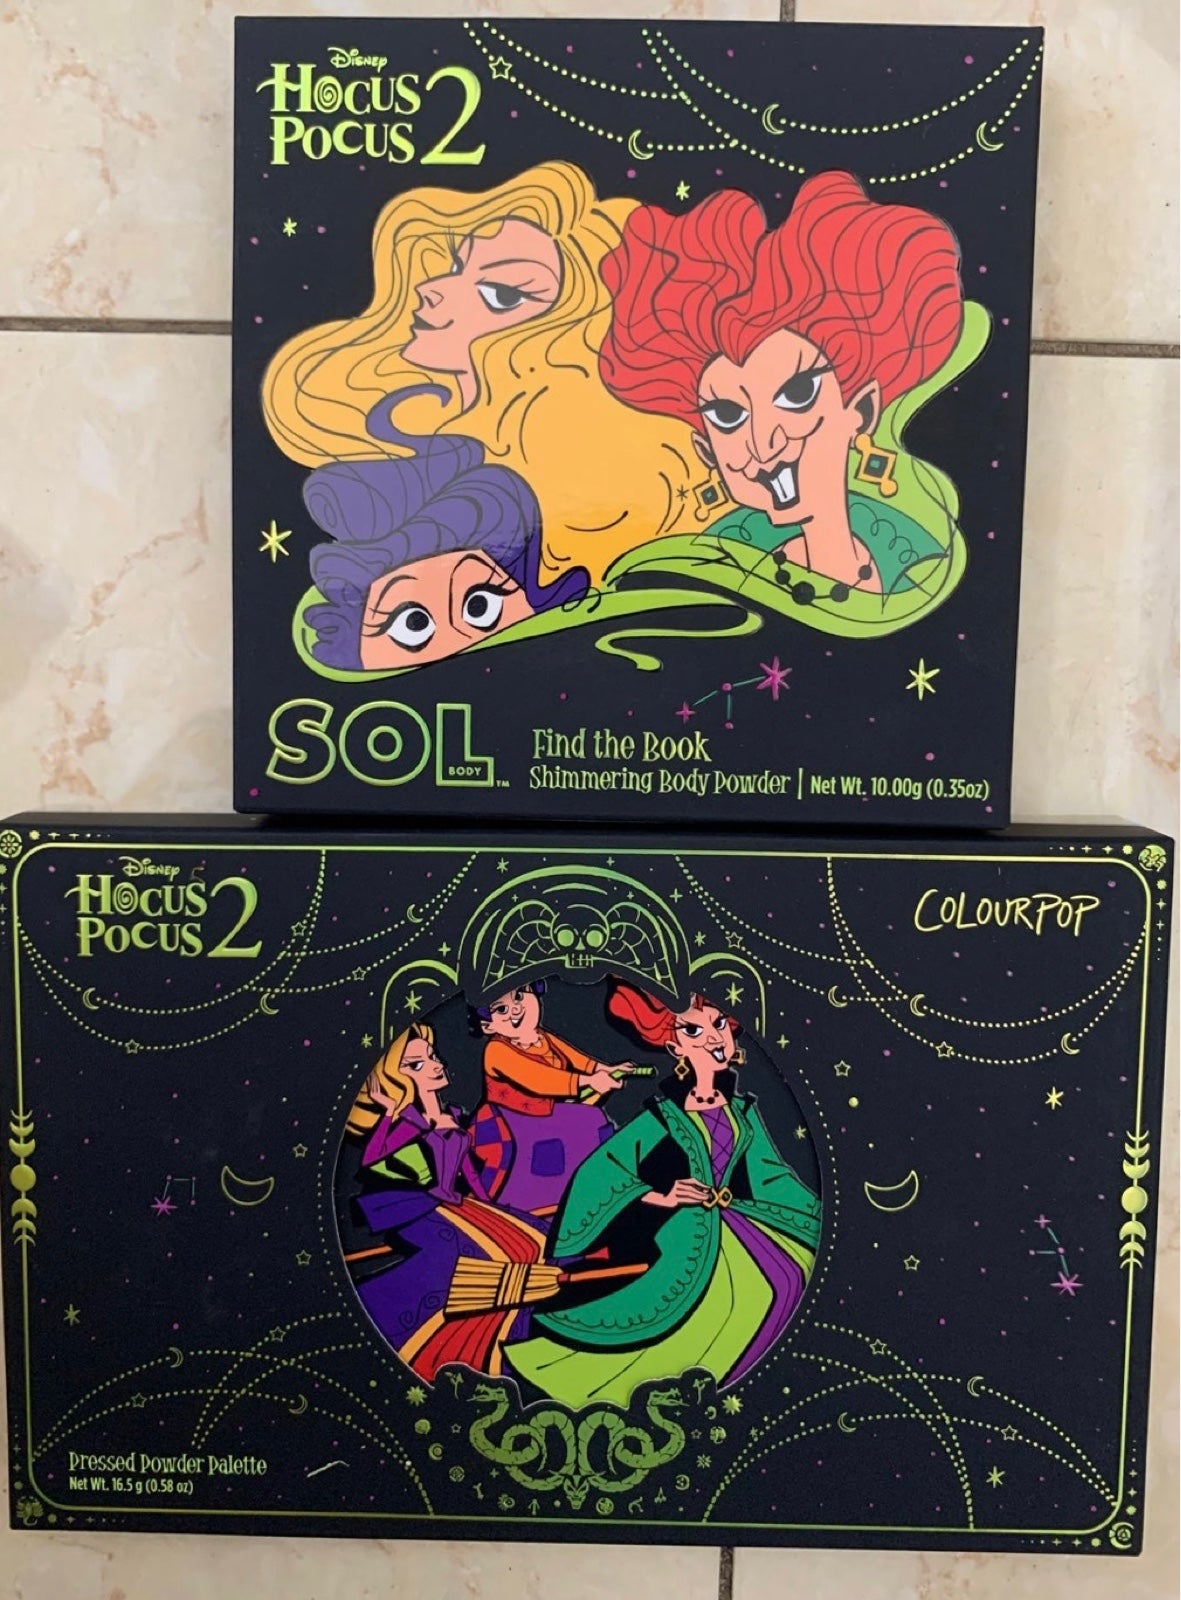 Disney
Hocus
Pocus 2
SOL
BODY™
Find the Book
Shimmering Body Powder | Net Wt. 10.00g (0.35oz)
Disney
Hocus
Pocus 2
ColourPop
Pressed Powder Palette
Net Wt. 16.5 g (0.58 oz)